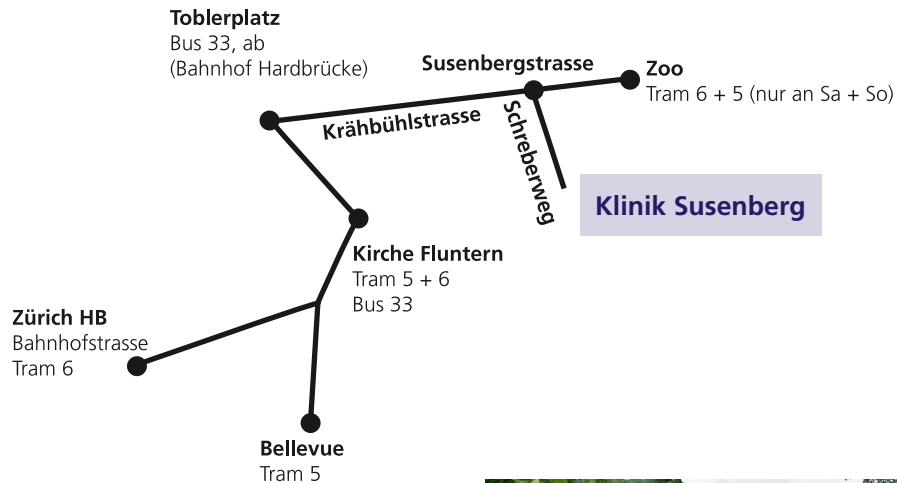 Toblerplatz
Bus 33, ab
(Bahnhof Hardbrücke)
Susenbergstrasse
Zoo
Tram 6 + 5 (nur an Sa + So)
Krähbühlstrasse
Schreberweg
Klinik Susenberg
Kirche Fluntern
Tram 5 + 6
Bus 33
Zürich HB
Bahnhofstrasse
Tram 6
Bellevue
Tram 5